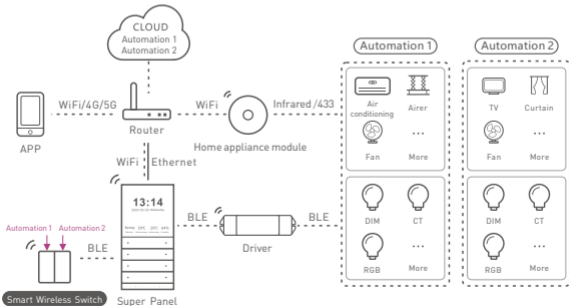 CLOUD
Automation 1
Automation 2
Automation 1
Automation 2
WiFi/4G/5G
WiFi
Infrared /433
APP
Router
Home appliance module
Air
conditioning
Airer
Fan
...
More
TV
Curtain
Fan
...
More
WiFi
Ethernet
13:14
BLE
BLE
Driver
DIM
CT
RGB
...
More
DIM
CT
RGB
...
More
Automation 1
Automation 2
BLE
Smart Wireless Switch
Super Panel